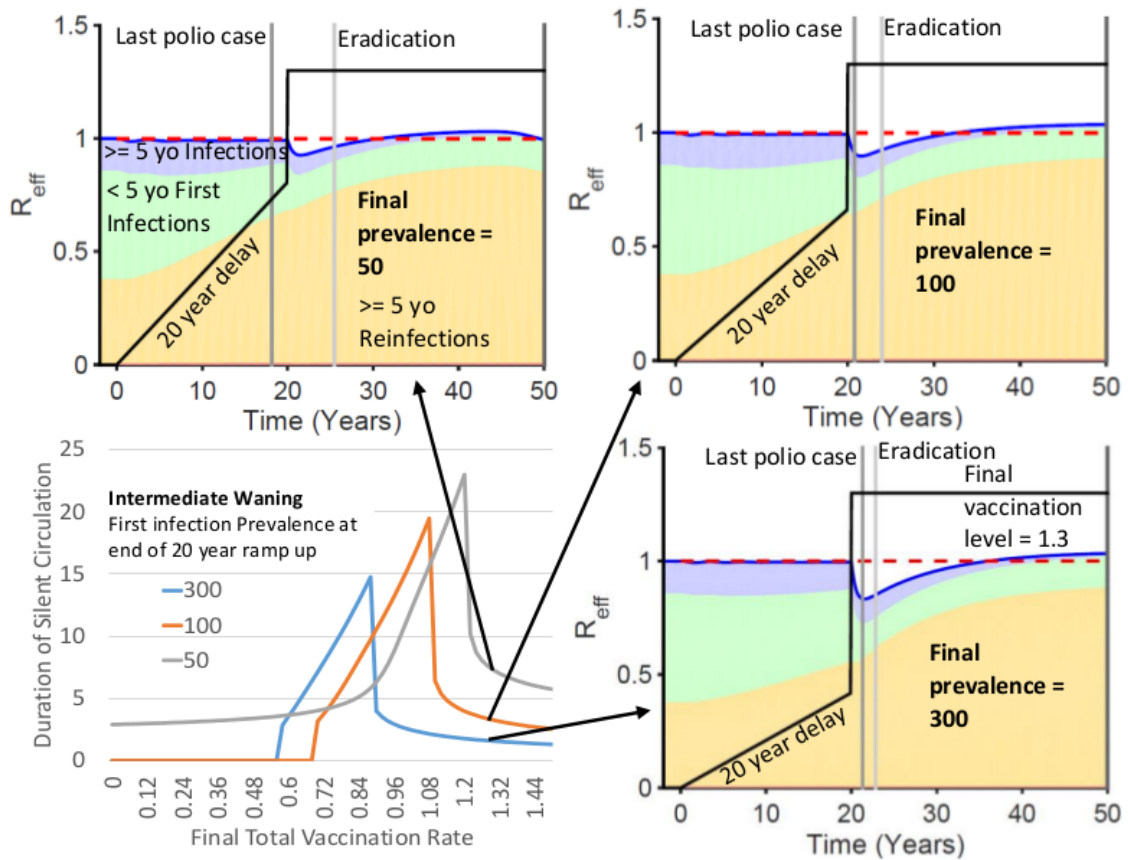 1.5
Last polio case
Eradication
1
>= 5 yo Infections
< 5 yo First
Infections
Final
prevalence =
50
0.5
R_eff
20 year delay
>= 5 yo
Reinfections
0
0
10
20
30
40
50
Time (Years)
1.5
Last polio case
Eradication
1
R_eff
Final
prevalence =
100
0.5
20 year delay
0
0
10
20
30
40
50
Time (Years)
25
20
15
10
5
0
Duration of Silent Circulation
Intermediate Waning
First infection Prevalence at
end of 20 year ramp up
300
100
50
0
0.12
0.24
0.36
0.48
0.6
0.72
0.84
0.96
1.08
1.2
1.32
1.44
Final Total Vaccination Rate
1.5
Last polio case
Eradication
Final
vaccination
level = 1.3
1
R_eff
Final
prevalence =
300
0.5
20 year delay
0
0
10
20
30
40
50
Time (Years)